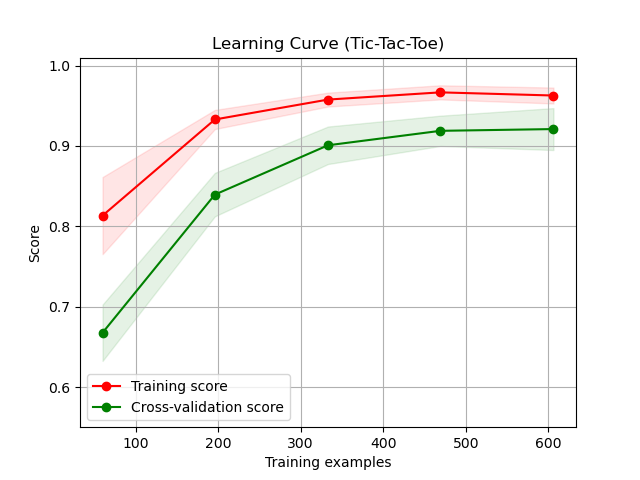 Learning Curve (Tic-Tac-Toe)
1.0
0.9
0.8
0.7
0.6
Score
Training score
Cross-validation score
100 200 300 400 500 600
Training examples